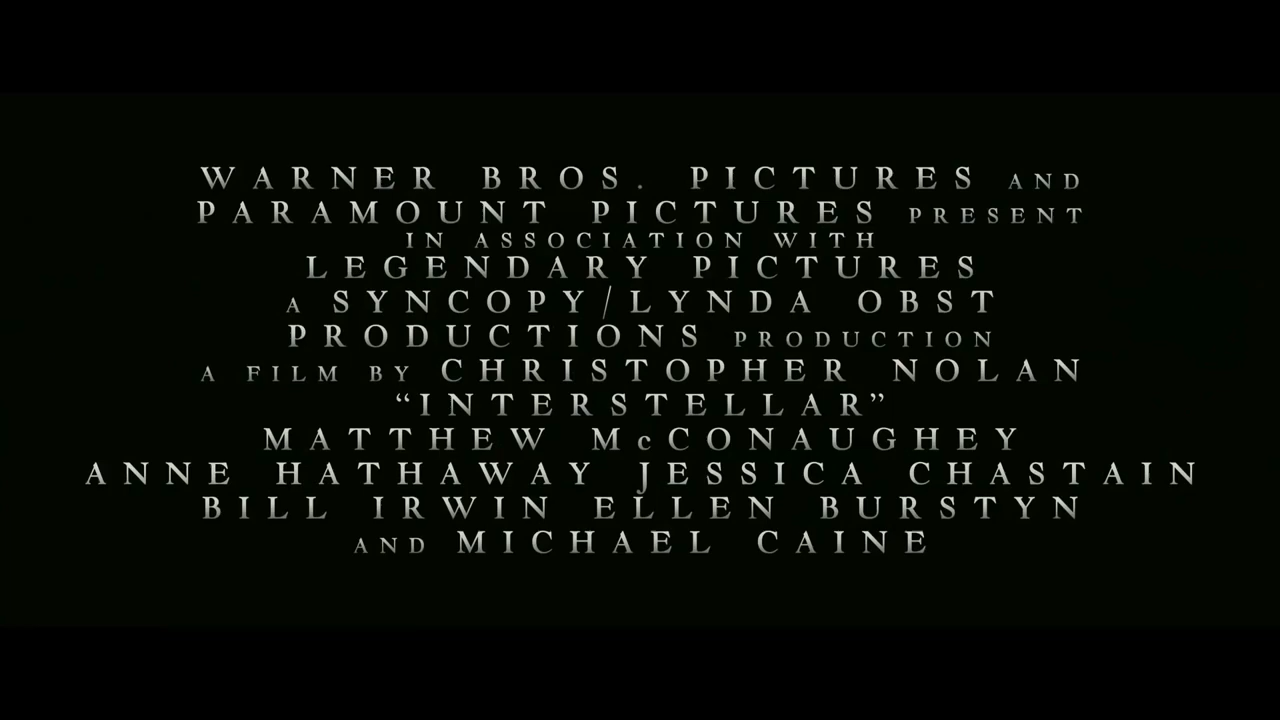 WARNER BROS. PICTURES AND
PARAMOUNT PICTURES PRESENT
IN ASSOCIATION WITH
LEGENDARY PICTURES
A SYNCOPY/LYNDA OBST
PRODUCTIONS PRODUCTION
A FILM BY CHRISTOPHER NOLAN
“INTERSTELLAR”
MATTHEW McCONAUGHEY
ANNE HATHAWAY JESSICA CHASTAIN
BILL IRWIN ELLEN BURSTYN
AND MICHAEL CAINE